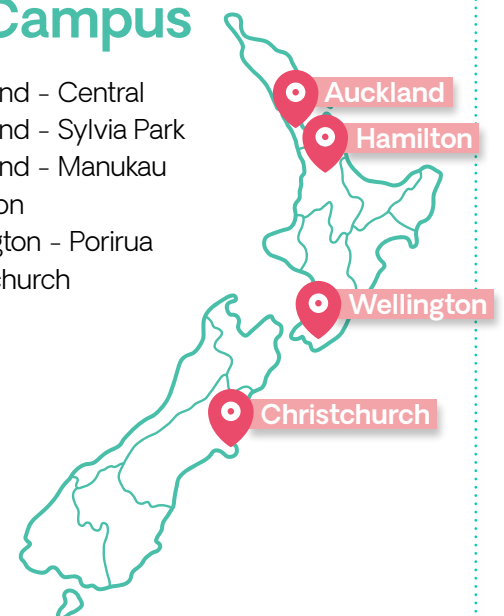 Campus
nd - Central
nd - Sylvia Park
nd - Manukau
on
gton - Porirua
church
Auckland
Hamilton
Wellington
Christchurch